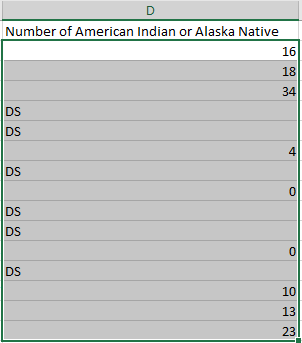 D
Number of American Indian or Alaska Native
16
18
34
DS
DS
4
DS
0
DS
DS
0
DS
10
13
23